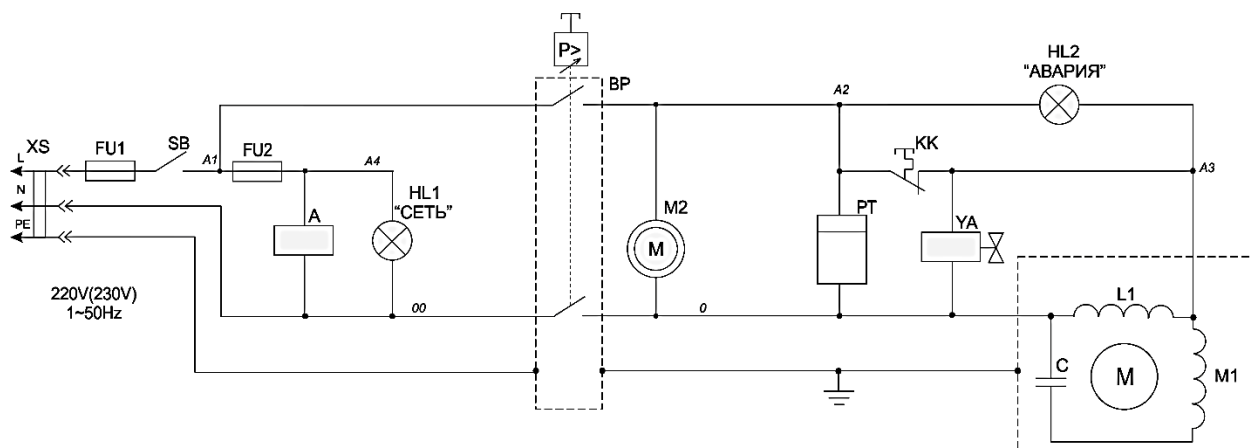 P>
BP
HL2
"АВАРИЯ"
A2
XS
L
FU1
SB
A1
FU2
A4
KK
A3
N
HL1
"СЕТЬ"
A
M2
M
PT
YA
PE
220V(230V)
1~50Hz
00
0
L1
C
M
M1